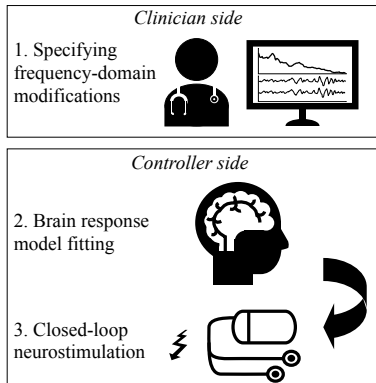 Clinician side
1. Specifying
frequency-domain
modifications
Controller side
2. Brain response
model fitting
3. Closed-loop
neurostimulation